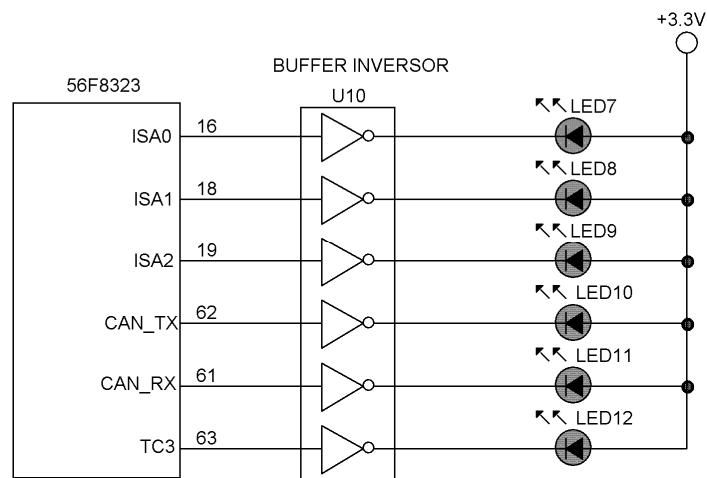 +3.3V
BUFFER INVERSOR
56F8323
U10
ISA0 16 LED7
ISA1 18 LED8
ISA2 19 LED9
CAN_TX 62 LED10
CAN_RX 61 LED11
TC3 63 LED12